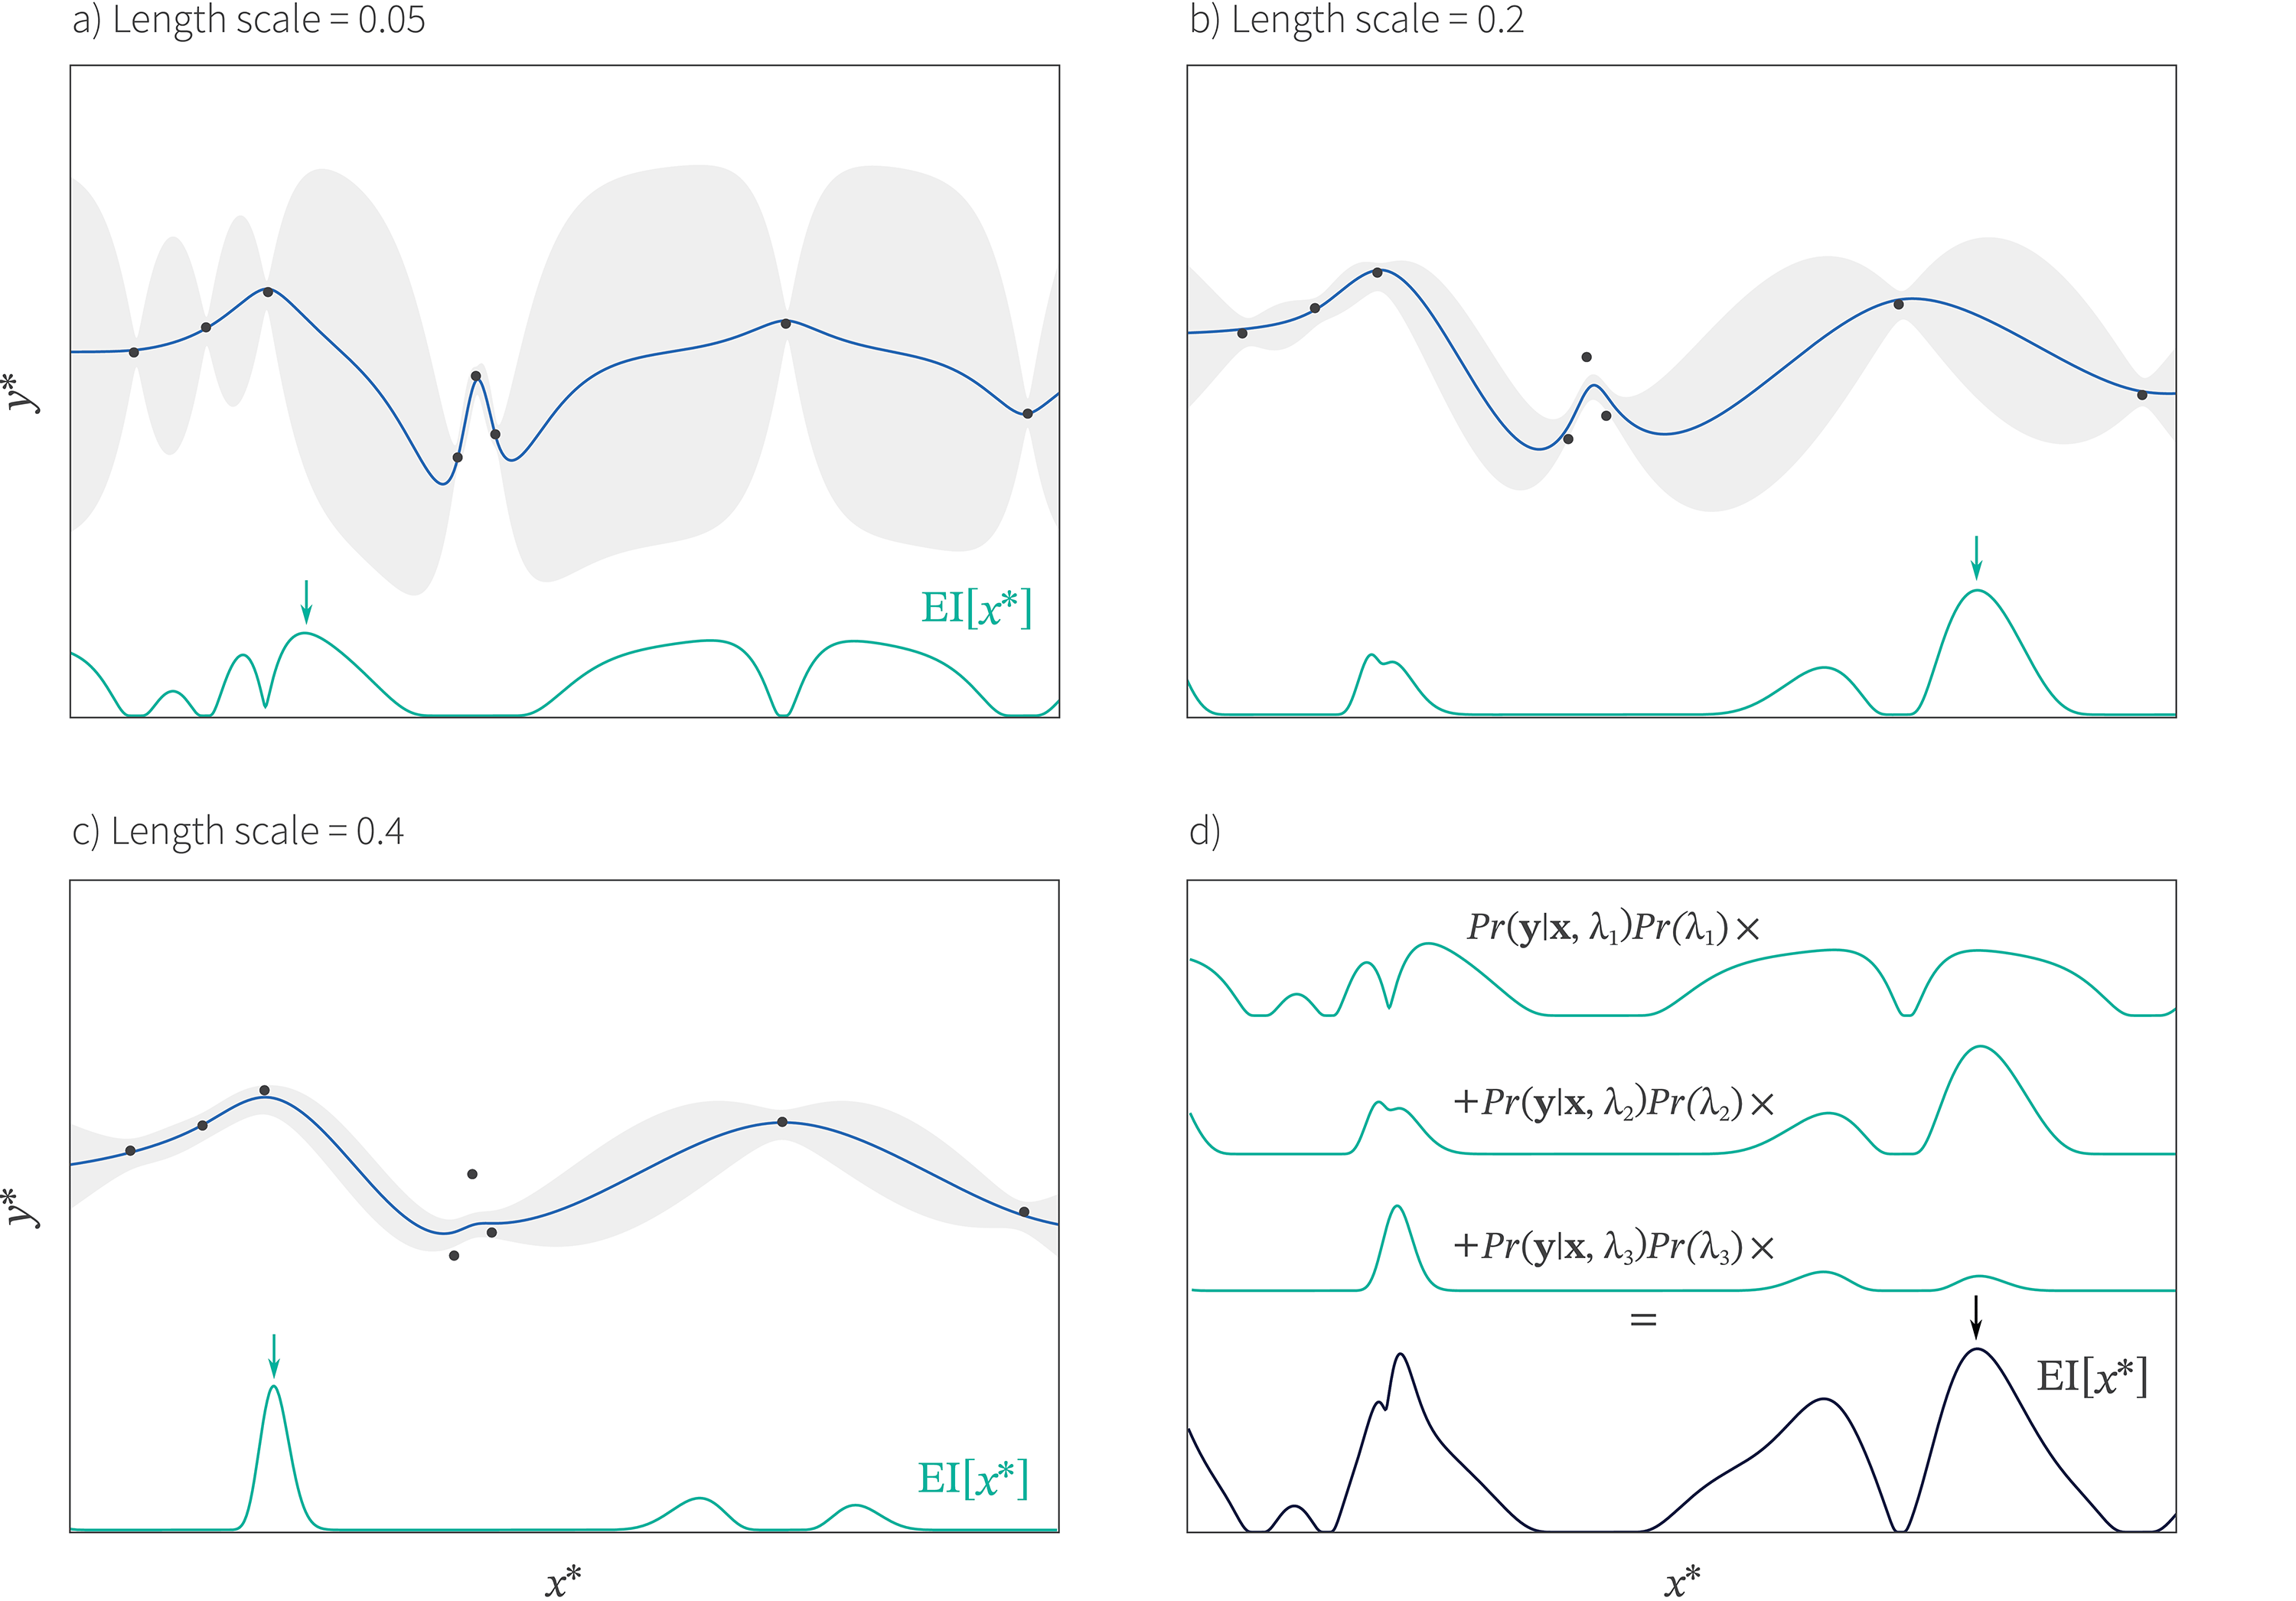 a) Length scale = 0.05
b) Length scale = 0.2
y*
EI[x*]
c) Length scale = 0.4
d)
y*
EI[x*]
x*
Pr(y|x, λ₁)Pr(λ₁) ×
+Pr(y|x, λ₂)Pr(λ₂) ×
+Pr(y|x, λ₃)Pr(λ₃) ×
=
EI[x*]
x*